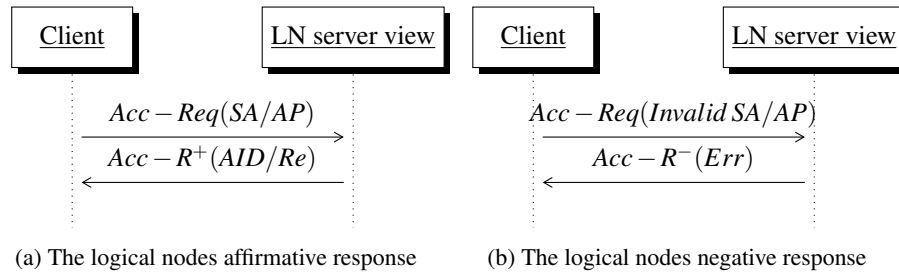 Client
LN server view
Acc − Req(SA/AP)
Acc − R⁺(AID/Re)
(a) The logical nodes affirmative response
Client
LN server view
Acc − Req(Invalid SA/AP)
Acc − R⁻(Err)
(b) The logical nodes negative response